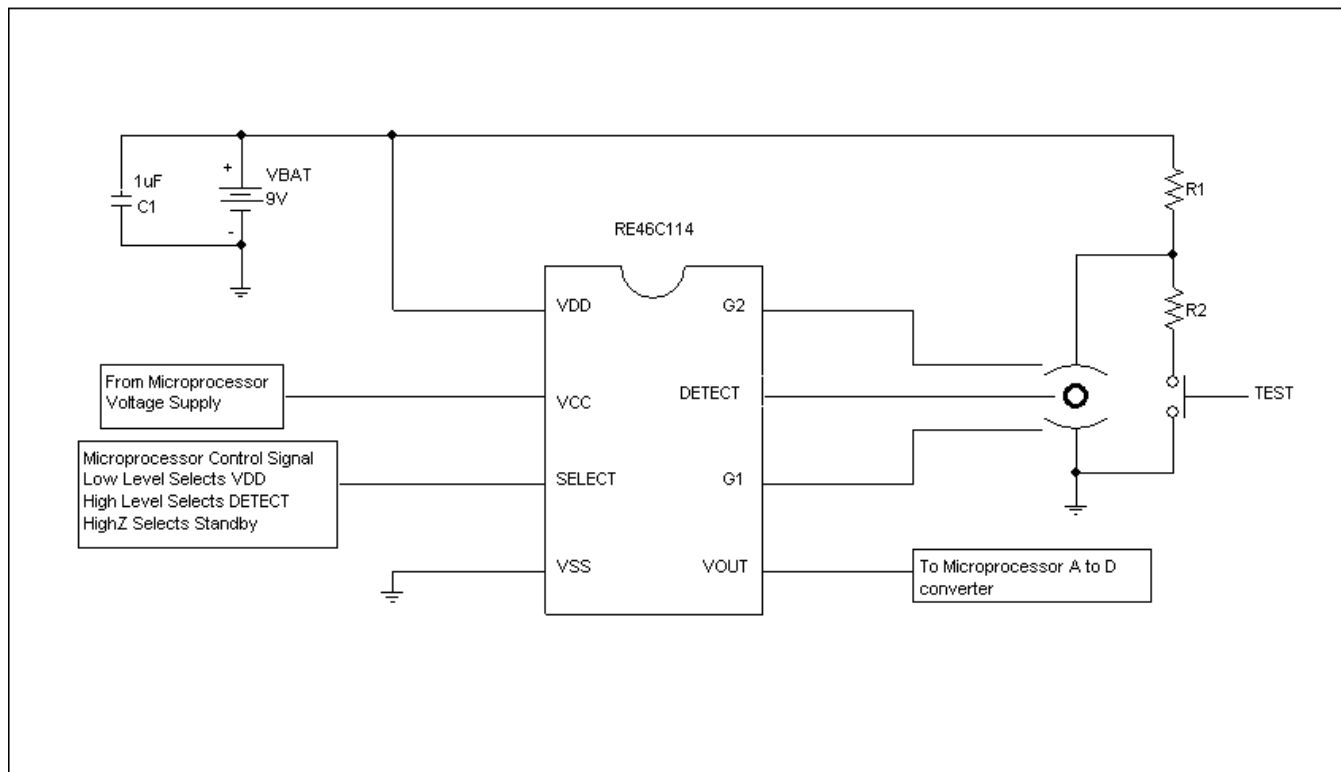 1uF
C1
+
VBAT
9V
-
R1
RE46C114
R2
VDD
G2
From Microprocessor
Voltage Supply
VCC
DETECT
TEST
Microprocessor Control Signal
Low Level Selects VDD
High Level Selects DETECT
HighZ Selects Standby
SELECT
G1
VSS
VOUT
To Microprocessor A to D
converter